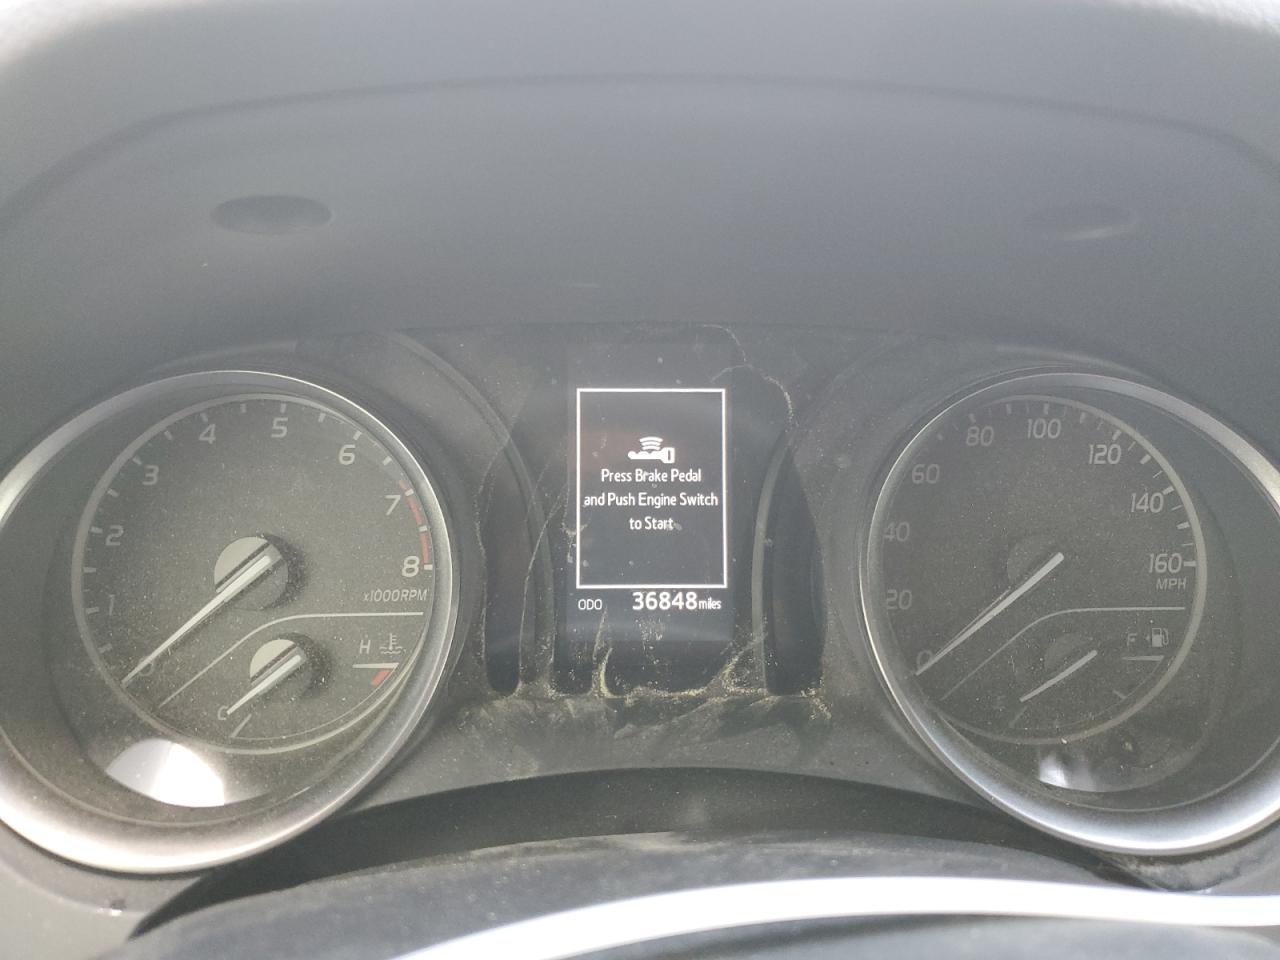 Press Brake Pedal
and Push Engine Switch
to Start
ODO 36848 miles
0
1
2
3
4
5
6
7
8
x1000RPM
H
C
0
20
40
60
80
100
120
140
160
MPH
F